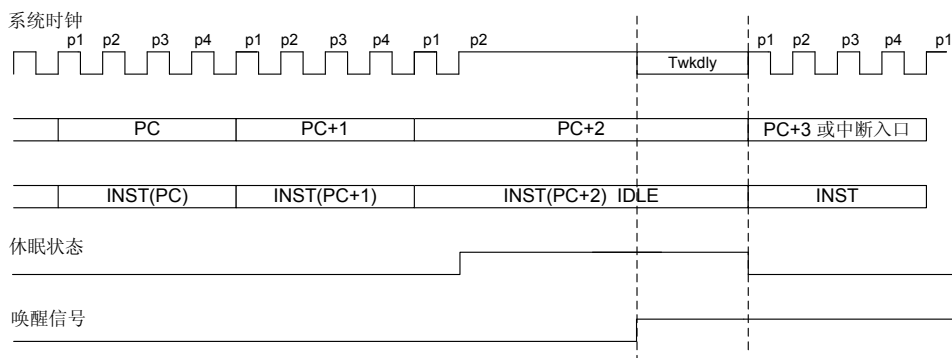 系统时钟
p1 p2 p3 p4 p1 p2 p3 p4 p1 p2 p1 p2 p3 p4 p1
Twkdly
PC PC+1 PC+2 PC+3 或中断入口
INST(PC) INST(PC+1) INST(PC+2) IDLE INST
休眠状态
唤醒信号